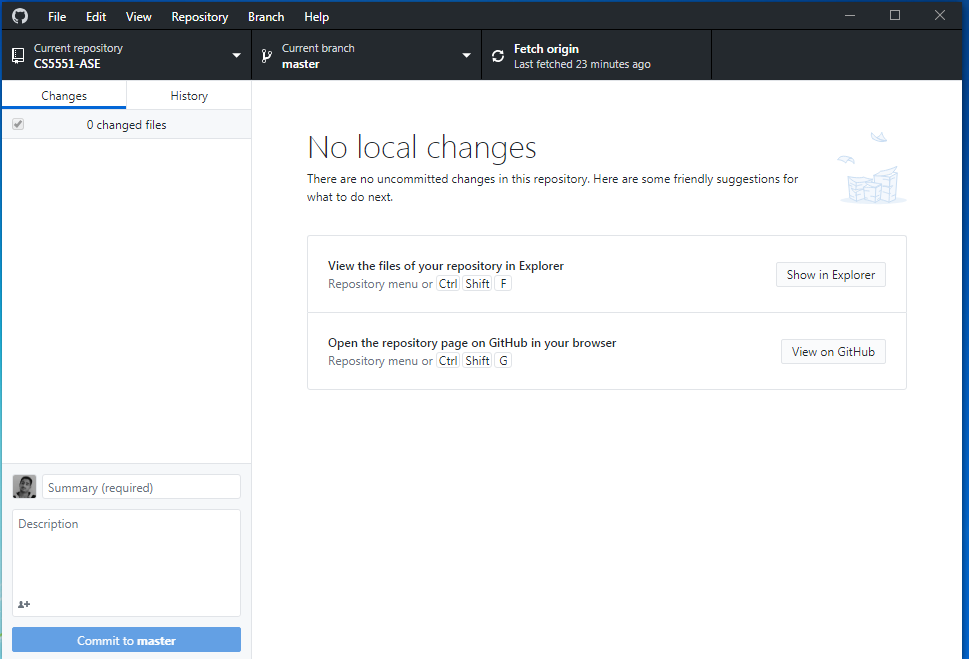 File Edit View Repository Branch Help
Current repository
CS5551-ASE
Current branch
master
Fetch origin
Last fetched 23 minutes ago
Changes
History
0 changed files
No local changes
There are no uncommitted changes in this repository. Here are some friendly suggestions for
what to do next.
View the files of your repository in Explorer
Repository menu or Ctrl Shift F
Show in Explorer
Open the repository page on GitHub in your browser
Repository menu or Ctrl Shift G
View on GitHub
Summary (required)
Description
Commit to master